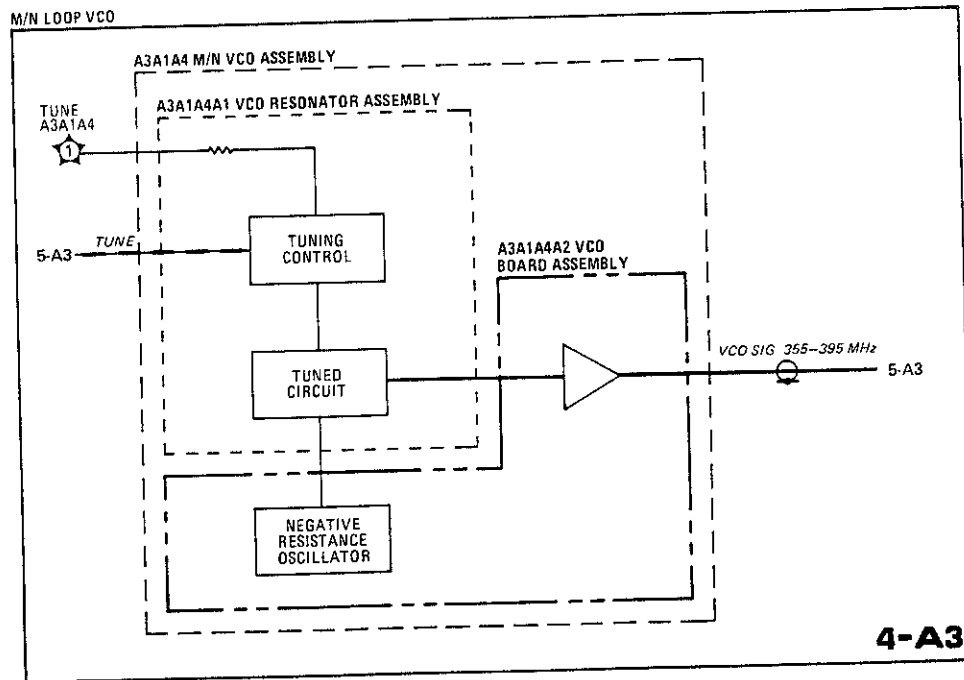 M/N LOOP VCO
A3A1A4 M/N VCO ASSEMBLY
A3A1A4A1 VCO RESONATOR ASSEMBLY
TUNE
A3A1A4
1
TUNING
CONTROL
5-A3
TUNE
A3A1A4A2 VCO
BOARD ASSEMBLY
TUNED
CIRCUIT
VCO SIG 355–395 MHz
5-A3
NEGATIVE
RESISTANCE
OSCILLATOR
4-A3